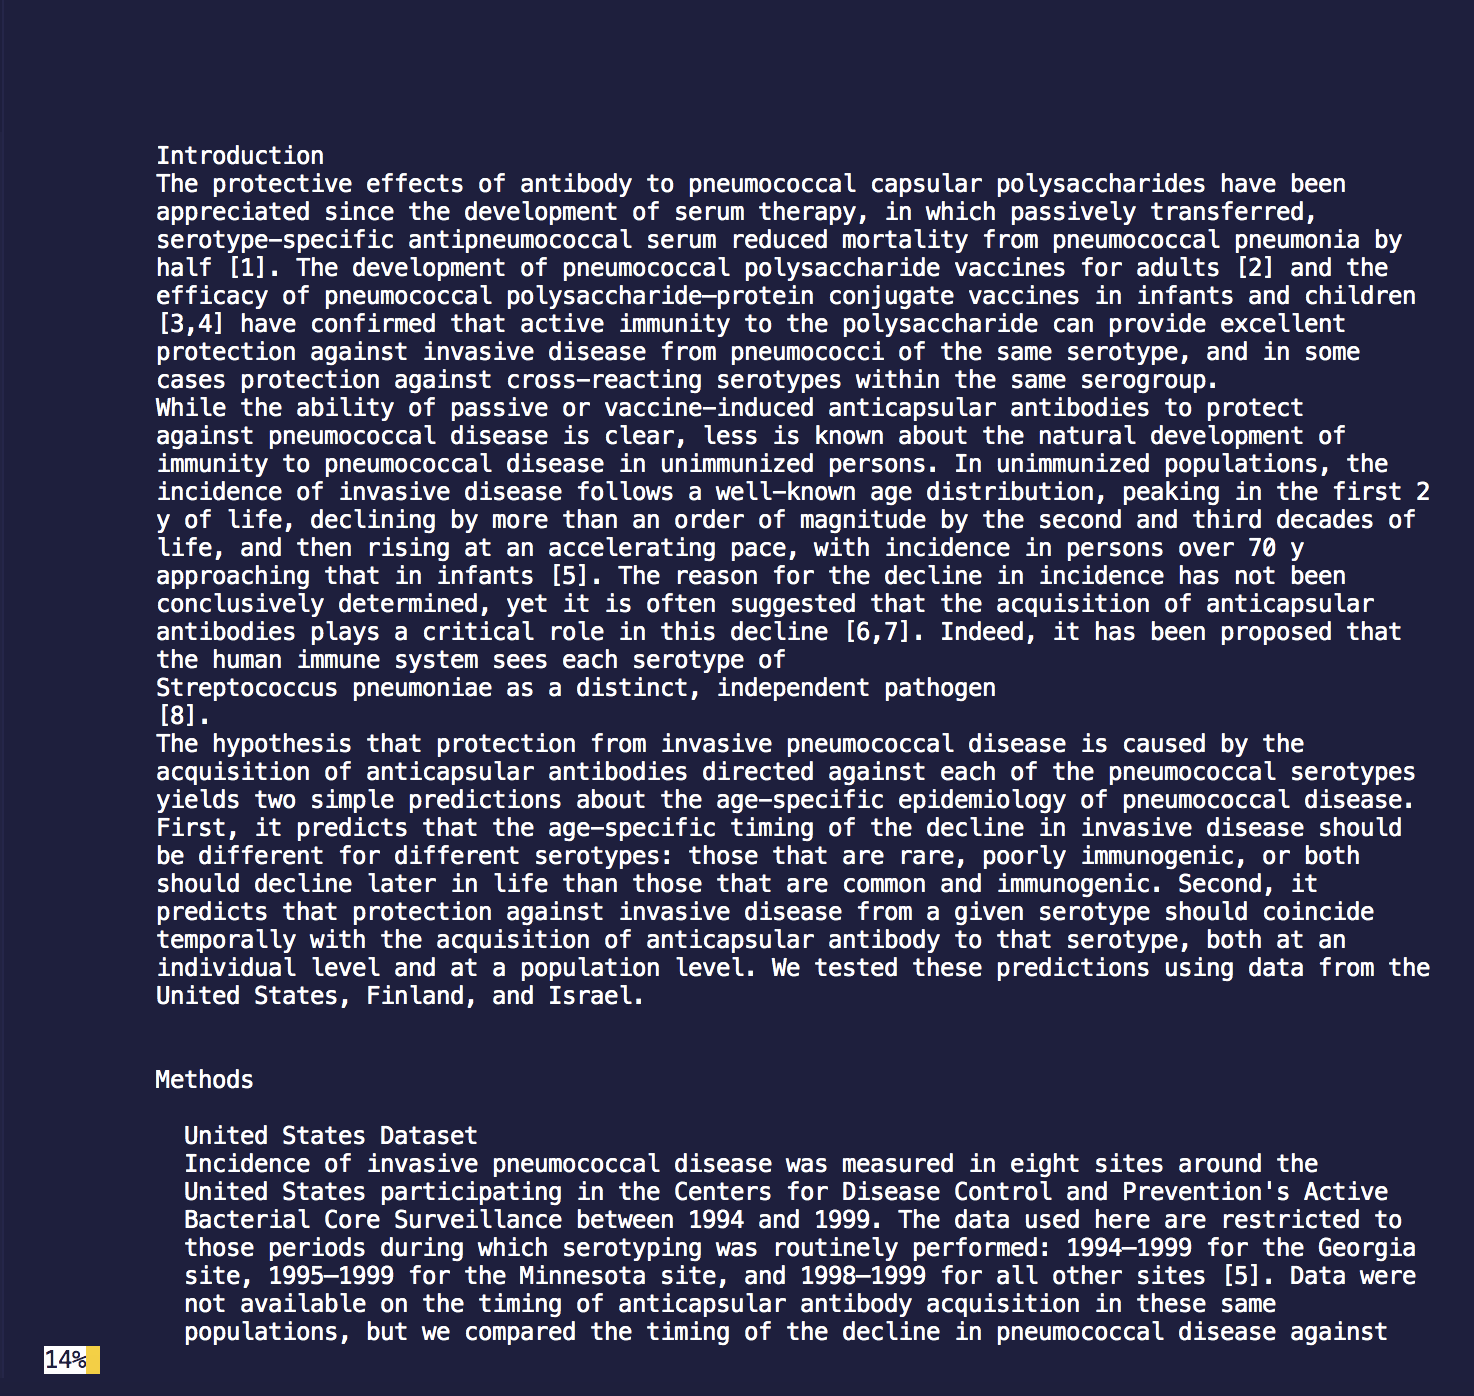 Introduction
The protective effects of antibody to pneumococcal capsular polysaccharides have been
appreciated since the development of serum therapy, in which passively transferred,
serotype-specific antipneumococcal serum reduced mortality from pneumococcal pneumonia by
half [1]. The development of pneumococcal polysaccharide vaccines for adults [2] and the
efficacy of pneumococcal polysaccharide–protein conjugate vaccines in infants and children
[3,4] have confirmed that active immunity to the polysaccharide can provide excellent
protection against invasive disease from pneumococci of the same serotype, and in some
cases protection against cross-reacting serotypes within the same serogroup.
While the ability of passive or vaccine-induced anticapsular antibodies to protect
against pneumococcal disease is clear, less is known about the natural development of
immunity to pneumococcal disease in unimmunized persons. In unimmunized populations, the
incidence of invasive disease follows a well-known age distribution, peaking in the first 2
y of life, declining by more than an order of magnitude by the second and third decades of
life, and then rising at an accelerating pace, with incidence in persons over 70 y
approaching that in infants [5]. The reason for the decline in incidence has not been
conclusively determined, yet it is often suggested that the acquisition of anticapsular
antibodies plays a critical role in this decline [6,7]. Indeed, it has been proposed that
the human immune system sees each serotype of
Streptococcus pneumoniae as a distinct, independent pathogen
[8].
The hypothesis that protection from invasive pneumococcal disease is caused by the
acquisition of anticapsular antibodies directed against each of the pneumococcal serotypes
yields two simple predictions about the age-specific epidemiology of pneumococcal disease.
First, it predicts that the age-specific timing of the decline in invasive disease should
be different for different serotypes: those that are rare, poorly immunogenic, or both
should decline later in life than those that are common and immunogenic. Second, it
predicts that protection against invasive disease from a given serotype should coincide
temporally with the acquisition of anticapsular antibody to that serotype, both at an
individual level and at a population level. We tested these predictions using data from the
United States, Finland, and Israel.
Methods
United States Dataset
Incidence of invasive pneumococcal disease was measured in eight sites around the
United States participating in the Centers for Disease Control and Prevention's Active
Bacterial Core Surveillance between 1994 and 1999. The data used here are restricted to
those periods during which serotyping was routinely performed: 1994–1999 for the Georgia
site, 1995–1999 for the Minnesota site, and 1998–1999 for all other sites [5]. Data were
not available on the timing of anticapsular antibody acquisition in these same
populations, but we compared the timing of the decline in pneumococcal disease against
14%